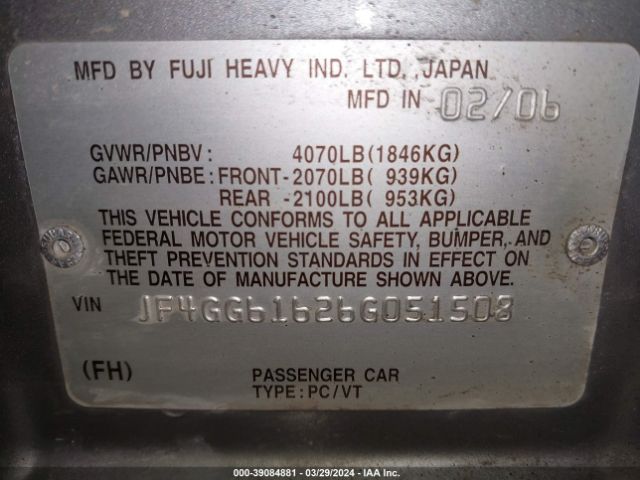 MFD BY FUJI HEAVY IND. LTD. ,JAPAN
MFD IN 02/06
GVWR/PNBV: 4070LB(1846KG)
GAWR/PNBE: FRONT-2070LB( 939KG)
REAR -2100LB( 953KG)
THIS VEHICLE CONFORMS TO ALL APPLICABLE
FEDERAL MOTOR VEHICLE SAFETY, BUMPER, AND
THEFT PREVENTION STANDARDS IN EFFECT ON
THE DATE OF MANUFACTURE SHOWN ABOVE.
VIN JF4GG61626G051508
(FH) PASSENGER CAR
TYPE: PC/VT
000-39084881 - 03/29/2024 - IAA Inc.